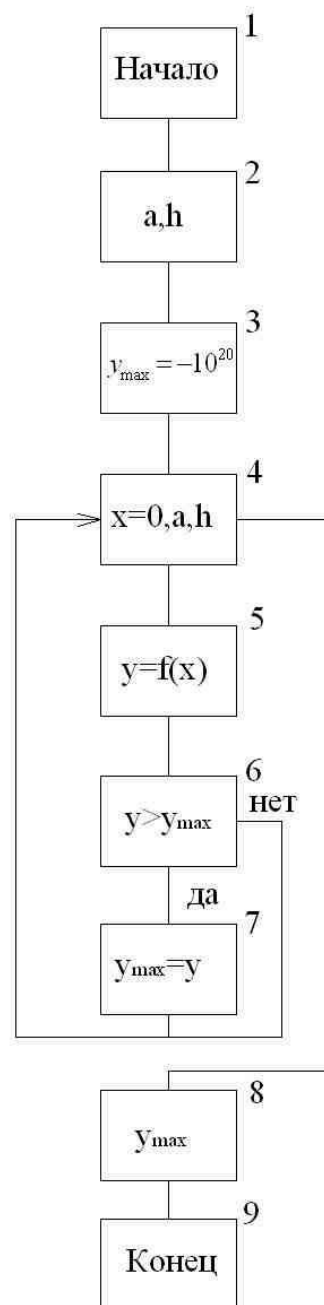 1
Начало
2
a,h
3
y_max = -10^20
4
x=0,a,h
5
y=f(x)
6
нет
y>y_max
да
7
y_max=y
8
y_max
9
Конец